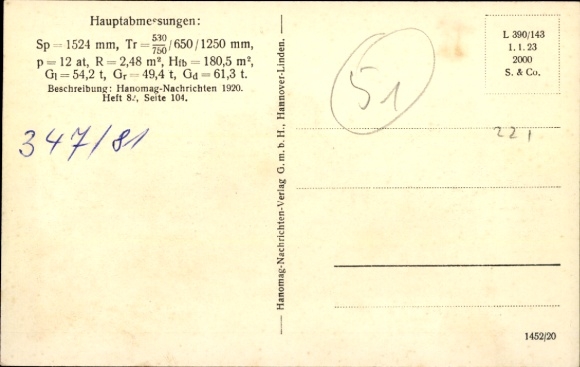 Hauptabmessungen:
Sp = 1524 mm, Tr = 530/750 / 650 / 1250 mm,
p = 12 at, R = 2,48 m², Hfb = 180,5 m²,
Gl = 54,2 t, Gr = 49,4 t, Gd = 61,3 t.
Beschreibung: Hanomag-Nachrichten 1920.
Heft 82, Seite 104.
347/81
Hanomag-Nachrichten-Verlag G. m. b. H., Hannover-Linden.
51
L 390/143
1. 1. 23
2000
S. & Co.
221
1452/20